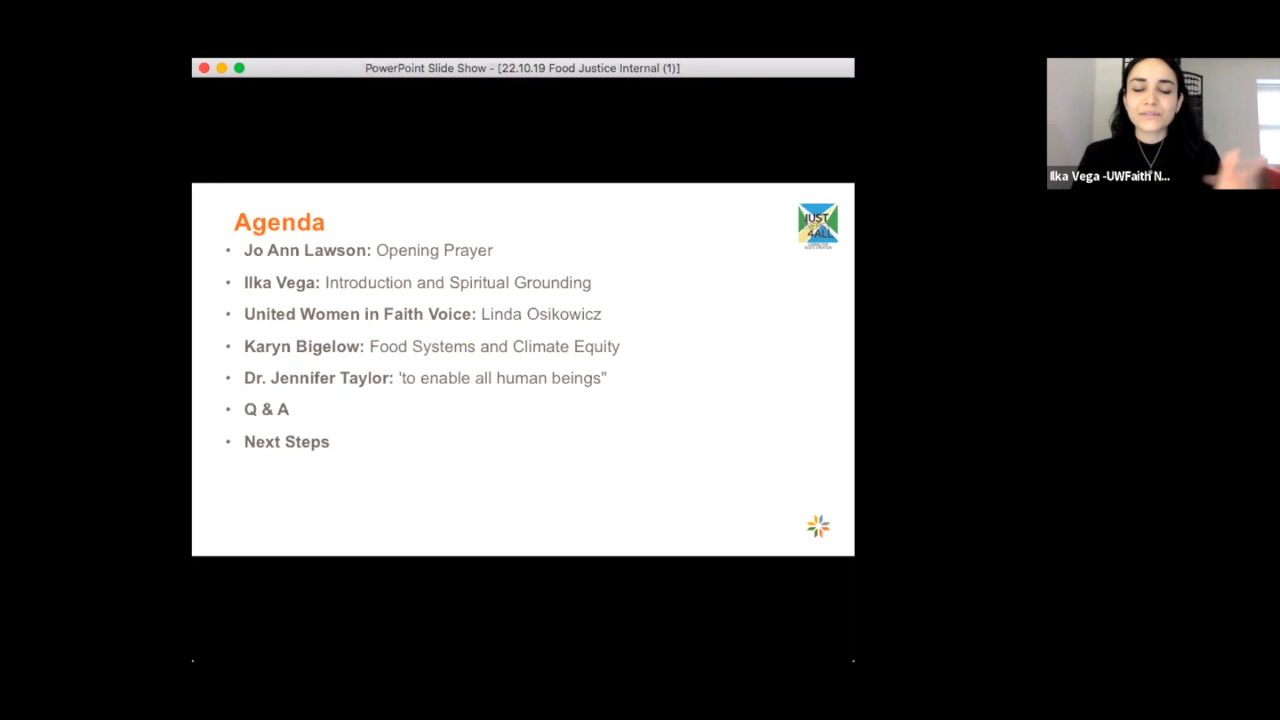 PowerPoint Slide Show - [22.10.19 Food Justice Internal (1)]
Agenda
• Jo Ann Lawson: Opening Prayer
• Ilka Vega: Introduction and Spiritual Grounding
• United Women in Faith Voice: Linda Osikowicz
• Karyn Bigelow: Food Systems and Climate Equity
• Dr. Jennifer Taylor: 'to enable all human beings"
• Q & A
• Next Steps
JUST
4ALL
Ilka Vega -UWFaith N...